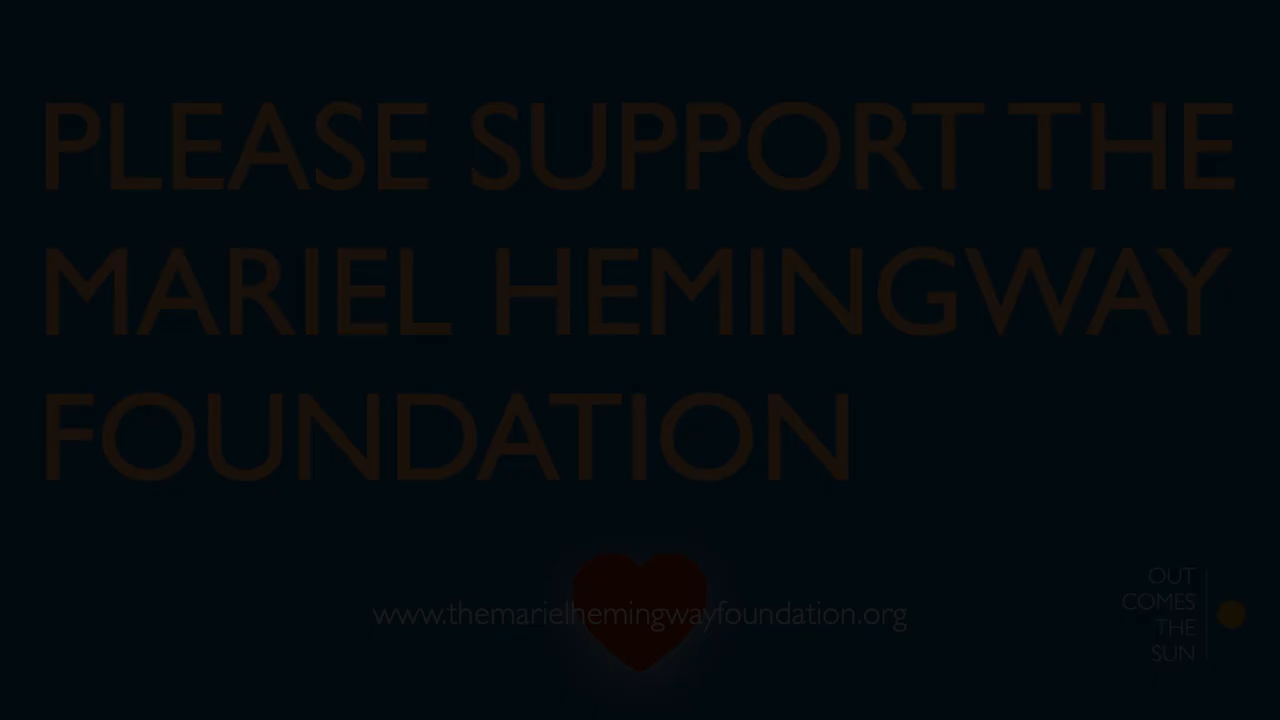 PLEASE SUPPORT THE
MARIEL HEMINGWAY
FOUNDATION
www.themarielhemingwayfoundation.org
OUT
COMES
THE
SUN